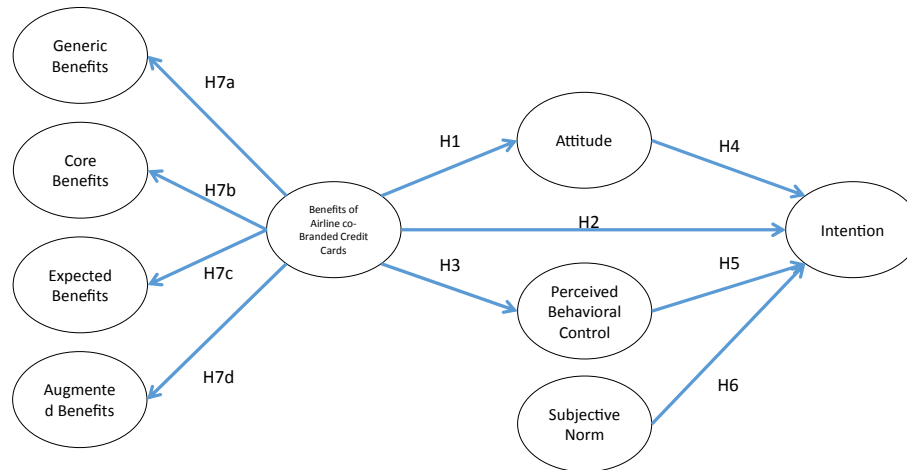 Generic
Benefits
H7a
Core
Benefits
H7b
Expected
Benefits
H7c
Augmente
d Benefits
H7d
Benefits of
Airline co-
Branded Credit
Cards
H1
H2
H3
Attitude
Perceived
Behavioral
Control
Subjective
Norm
H4
H5
H6
Intention